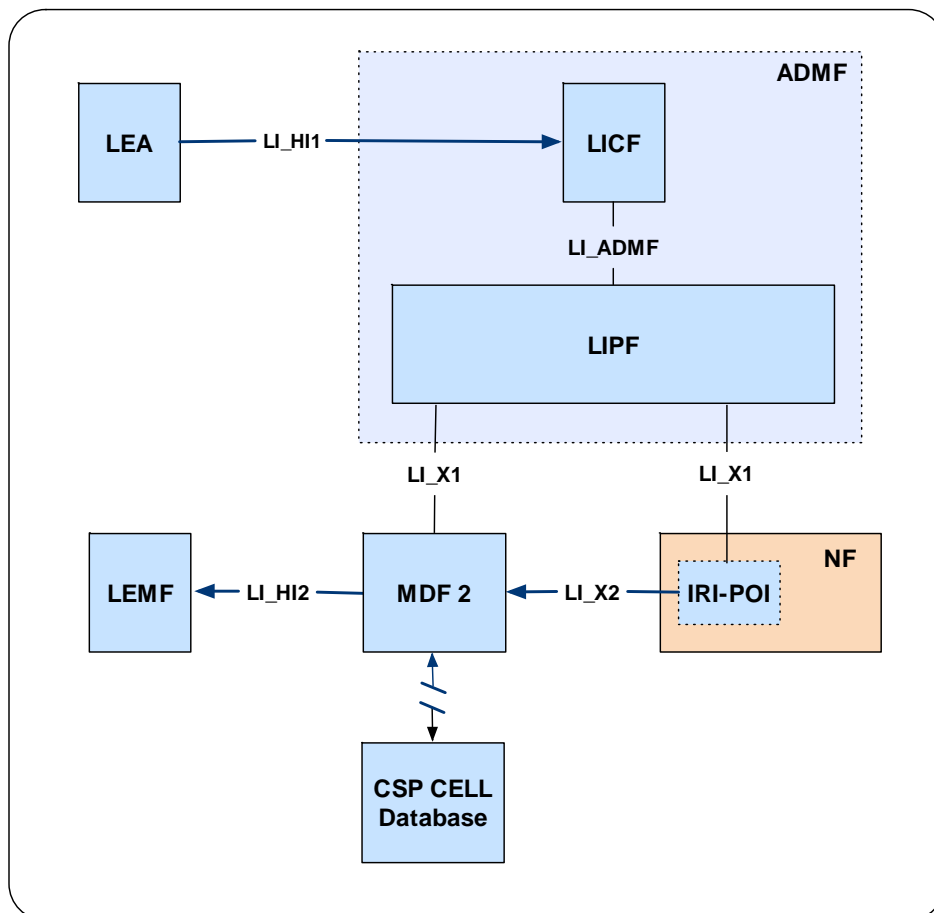 ADMF
LEA
LI_HI1
LICF
LI_ADMF
LIPF
LI_X1
LI_X1
NF
LEMF
LI_HI2
MDF 2
LI_X2
IRI-POI
CSP CELL
Database